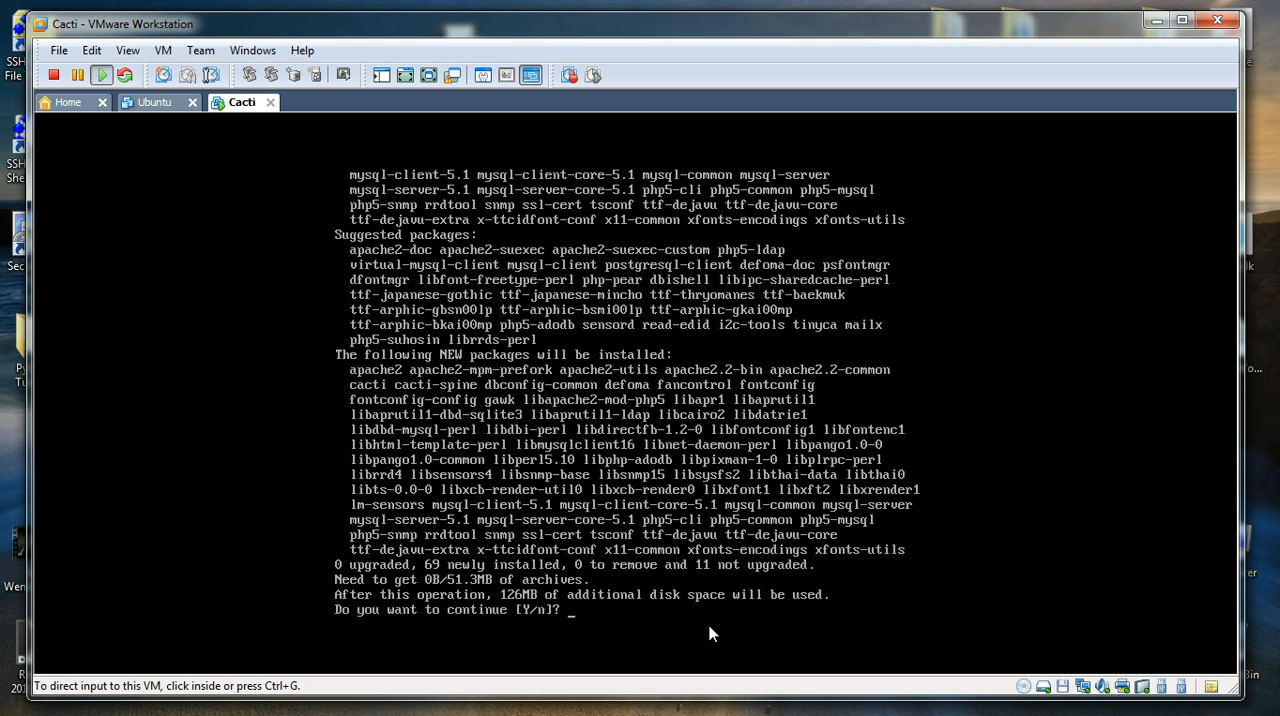 Cacti - VMware Workstation
File Edit View VM Team Windows Help
Home Ubuntu Cacti
mysql-client-5.1 mysql-client-core-5.1 mysql-common mysql-server
mysql-server-5.1 mysql-server-core-5.1 php5-cli php5-common php5-mysql
php5-snmp rrdtool snmp ssl-cert tsconf ttf-dejavu ttf-dejavu-core
ttf-dejavu-extra x-ttcidfont-conf x11-common xfonts-encodings xfonts-utils
Suggested packages:
apache2-doc apache2-suexec apache2-suexec-custom php5-ldap
virtual-mysql-client mysql-client postgresql-client defoma-doc psfontmgr
dfontmgr libfont-freetype-perl php-pear dbishell libipc-sharedcache-perl
ttf-japanese-gothic ttf-japanese-mincho ttf-thryomanes ttf-baekmuk
ttf-arphic-gbsn00lp ttf-arphic-bsmi00lp ttf-arphic-gkai00mp
ttf-arphic-bkai00mp php5-adodb sensord read-edid i2c-tools tinyca mailx
php5-suhosin librrds-perl
The following NEW packages will be installed:
apache2 apache2-mpm-prefork apache2-utils apache2.2-bin apache2.2-common
cacti cacti-spine dbconfig-common defoma fancontrol fontconfig
fontconfig-config gawk libapache2-mod-php5 libapr1 libaprutil1
libaprutil1-dbd-sqlite3 libaprutil1-ldap libcairo2 libdatrie1
libdbd-mysql-perl libdbi-perl libdirectfb-1.2-0 libfontconfig1 libfontenc1
libhtml-template-perl libmysqlclient16 libnet-daemon-perl libpango1.0-0
libpango1.0-common libperl5.10 libphp-adodb libpixman-1-0 libplrpc-perl
librrd4 libsensors4 libsnmp-base libsnmp15 libsysfs2 libthai-data libthai0
libts-0.0-0 libxcb-render-util0 libxcb-render0 libxfont1 libxft2 libxrender1
lm-sensors mysql-client-5.1 mysql-client-core-5.1 mysql-common mysql-server
mysql-server-5.1 mysql-server-core-5.1 php5-cli php5-common php5-mysql
php5-snmp rrdtool snmp ssl-cert tsconf ttf-dejavu ttf-dejavu-core
ttf-dejavu-extra x-ttcidfont-conf x11-common xfonts-encodings xfonts-utils
0 upgraded, 69 newly installed, 0 to remove and 11 not upgraded.
Need to get 0B/51.3MB of archives.
After this operation, 126MB of additional disk space will be used.
Do you want to continue [Y/n]? _
To direct input to this VM, click inside or press Ctrl+G.
SSH
File
SSH
She
Sec
Py
Tu
Wen
R
20
Bin